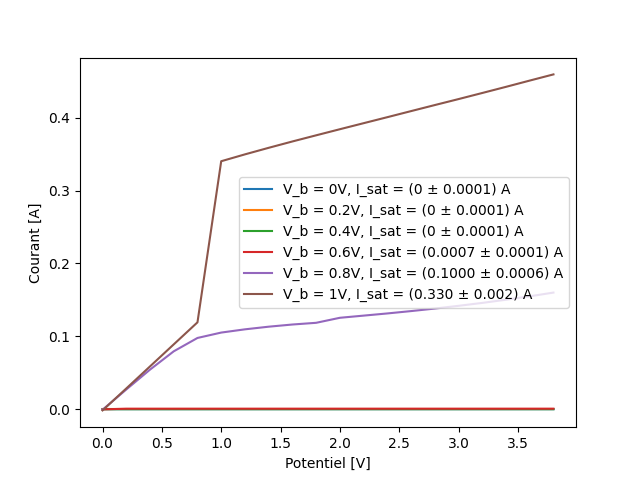 0.4
0.3
0.2
0.1
0.0
Courant [A]
V_b = 0V, I_sat = (0 ± 0.0001) A
V_b = 0.2V, I_sat = (0 ± 0.0001) A
V_b = 0.4V, I_sat = (0 ± 0.0001) A
V_b = 0.6V, I_sat = (0.0007 ± 0.0001) A
V_b = 0.8V, I_sat = (0.1000 ± 0.0006) A
V_b = 1V, I_sat = (0.330 ± 0.002) A
0.0 0.5 1.0 1.5 2.0 2.5 3.0 3.5
Potentiel [V]